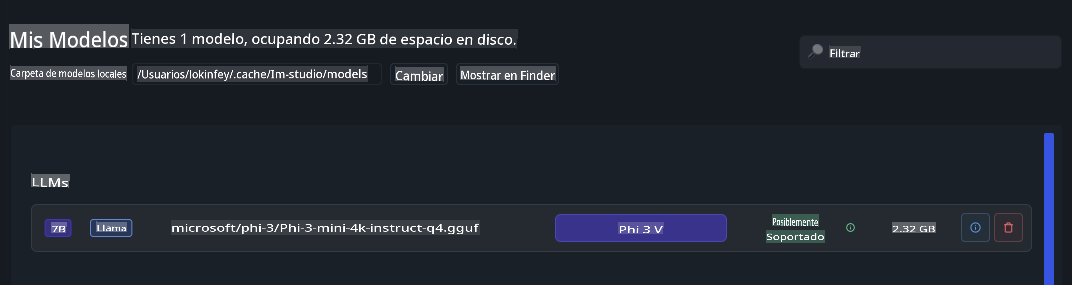 Mis Modelos Tienes 1 modelo, ocupando 2.32 GB de espacio en disco.
Filtrar
Carpeta de modelos locales /Usuarios/lokinfey/.cache/lm-studio/models Cambiar Mostrar en Finder
LLMs
7B Llama microsoft/phi-3/Phi-3-mini-4k-instruct-q4.gguf Phi 3 V Posiblemente Soportado 2.32 GB